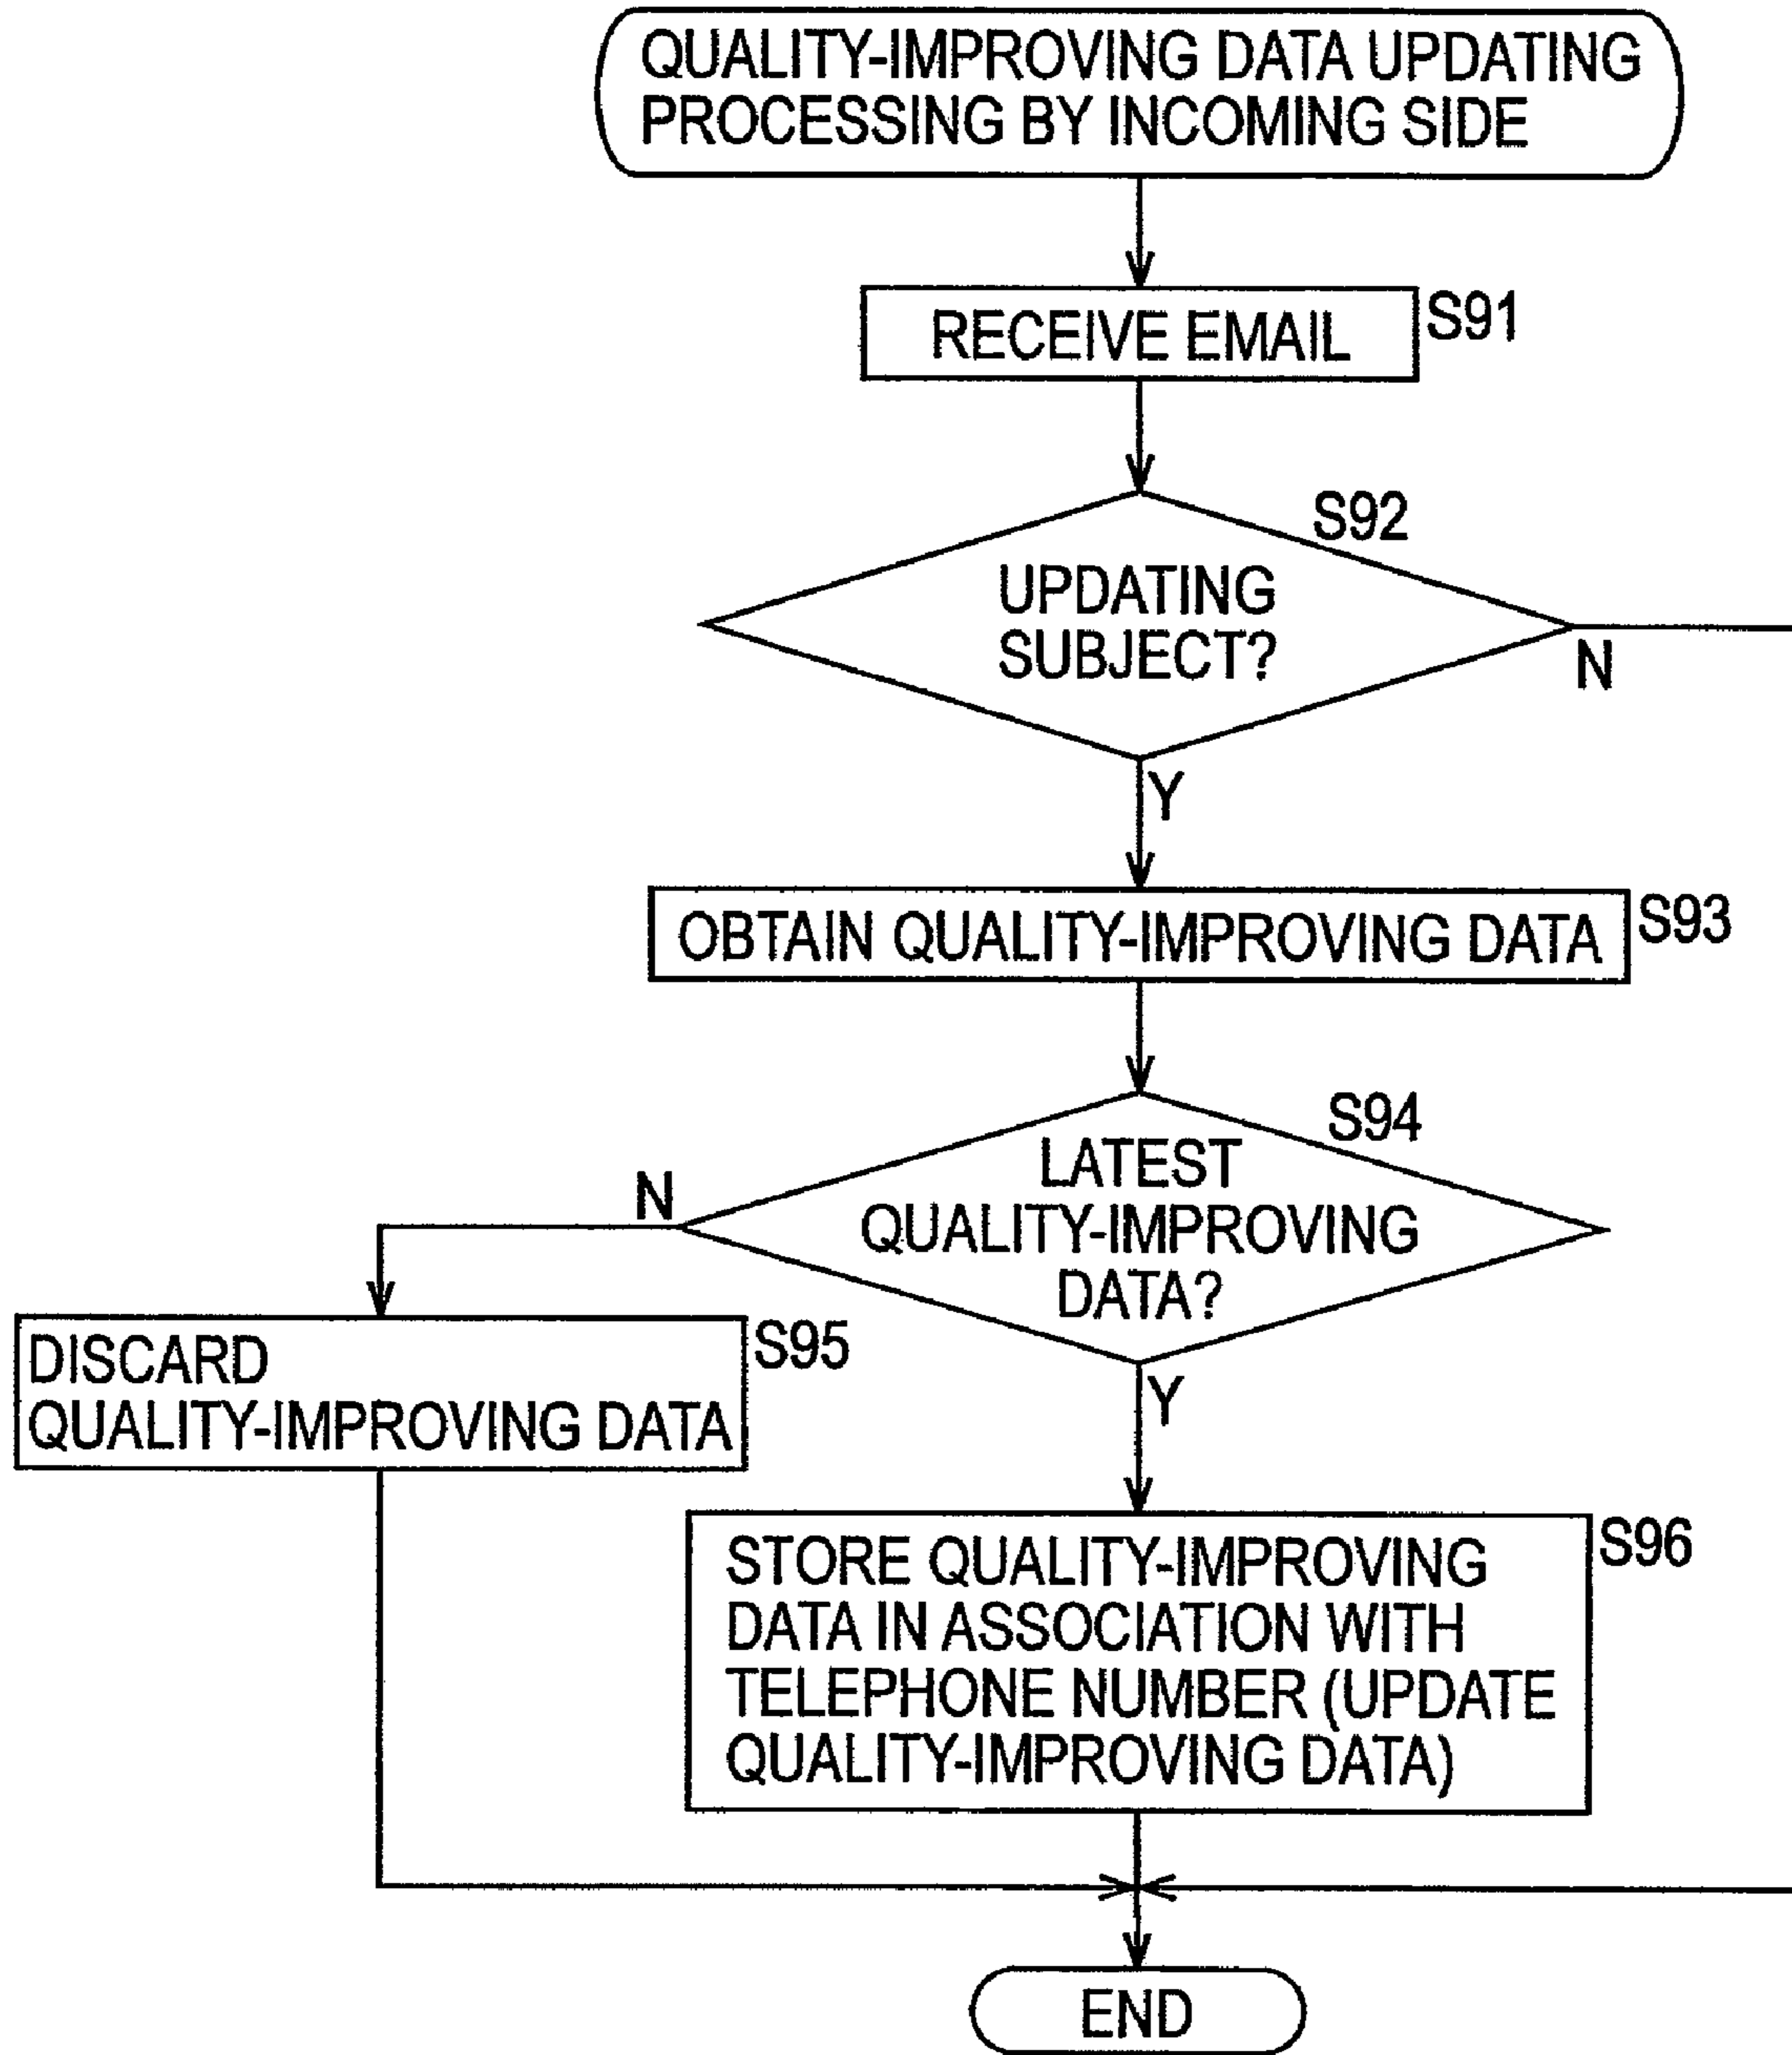 QUALITY-IMPROVING DATA UPDATING
PROCESSING BY INCOMING SIDE
RECEIVE EMAIL
S91
S92
UPDATING
SUBJECT?
N
Y
OBTAIN QUALITY-IMPROVING DATA
S93
S94
LATEST
QUALITY-IMPROVING
DATA?
N
Y
DISCARD
QUALITY-IMPROVING DATA
S95
STORE QUALITY-IMPROVING
DATA IN ASSOCIATION WITH
TELEPHONE NUMBER (UPDATE
QUALITY-IMPROVING DATA)
S96
END